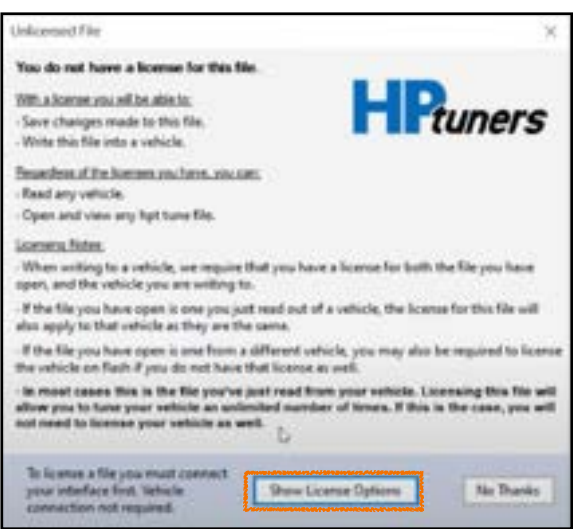 Unlicensed File
You do not have a license for this file.
HPtuners
With a license you will be able to:
- Save changes made to this file.
- Write this file into a vehicle.
Regardless of the licenses you have, you can:
- Read any vehicle.
- Open and view any hpt tune file.
Licensing Notes:
- When writing to a vehicle, we require that you have a license for both the file you have
open, and the vehicle you are writing to.
- If the file you have open is one you just read out of a vehicle, the license for this file will
also apply to that vehicle as they are the same.
- If the file you have open is one from a different vehicle, you may also be required to license
the vehicle on flash if you do not have that license as well.
- In most cases this is the file you've just read from your vehicle. Licensing this file will
allow you to tune your vehicle an unlimited number of times. If this is the case, you will
not need to license your vehicle as well.
To license a file you must connect
your interface first. Vehicle
connection not required.
Show License Options
No Thanks